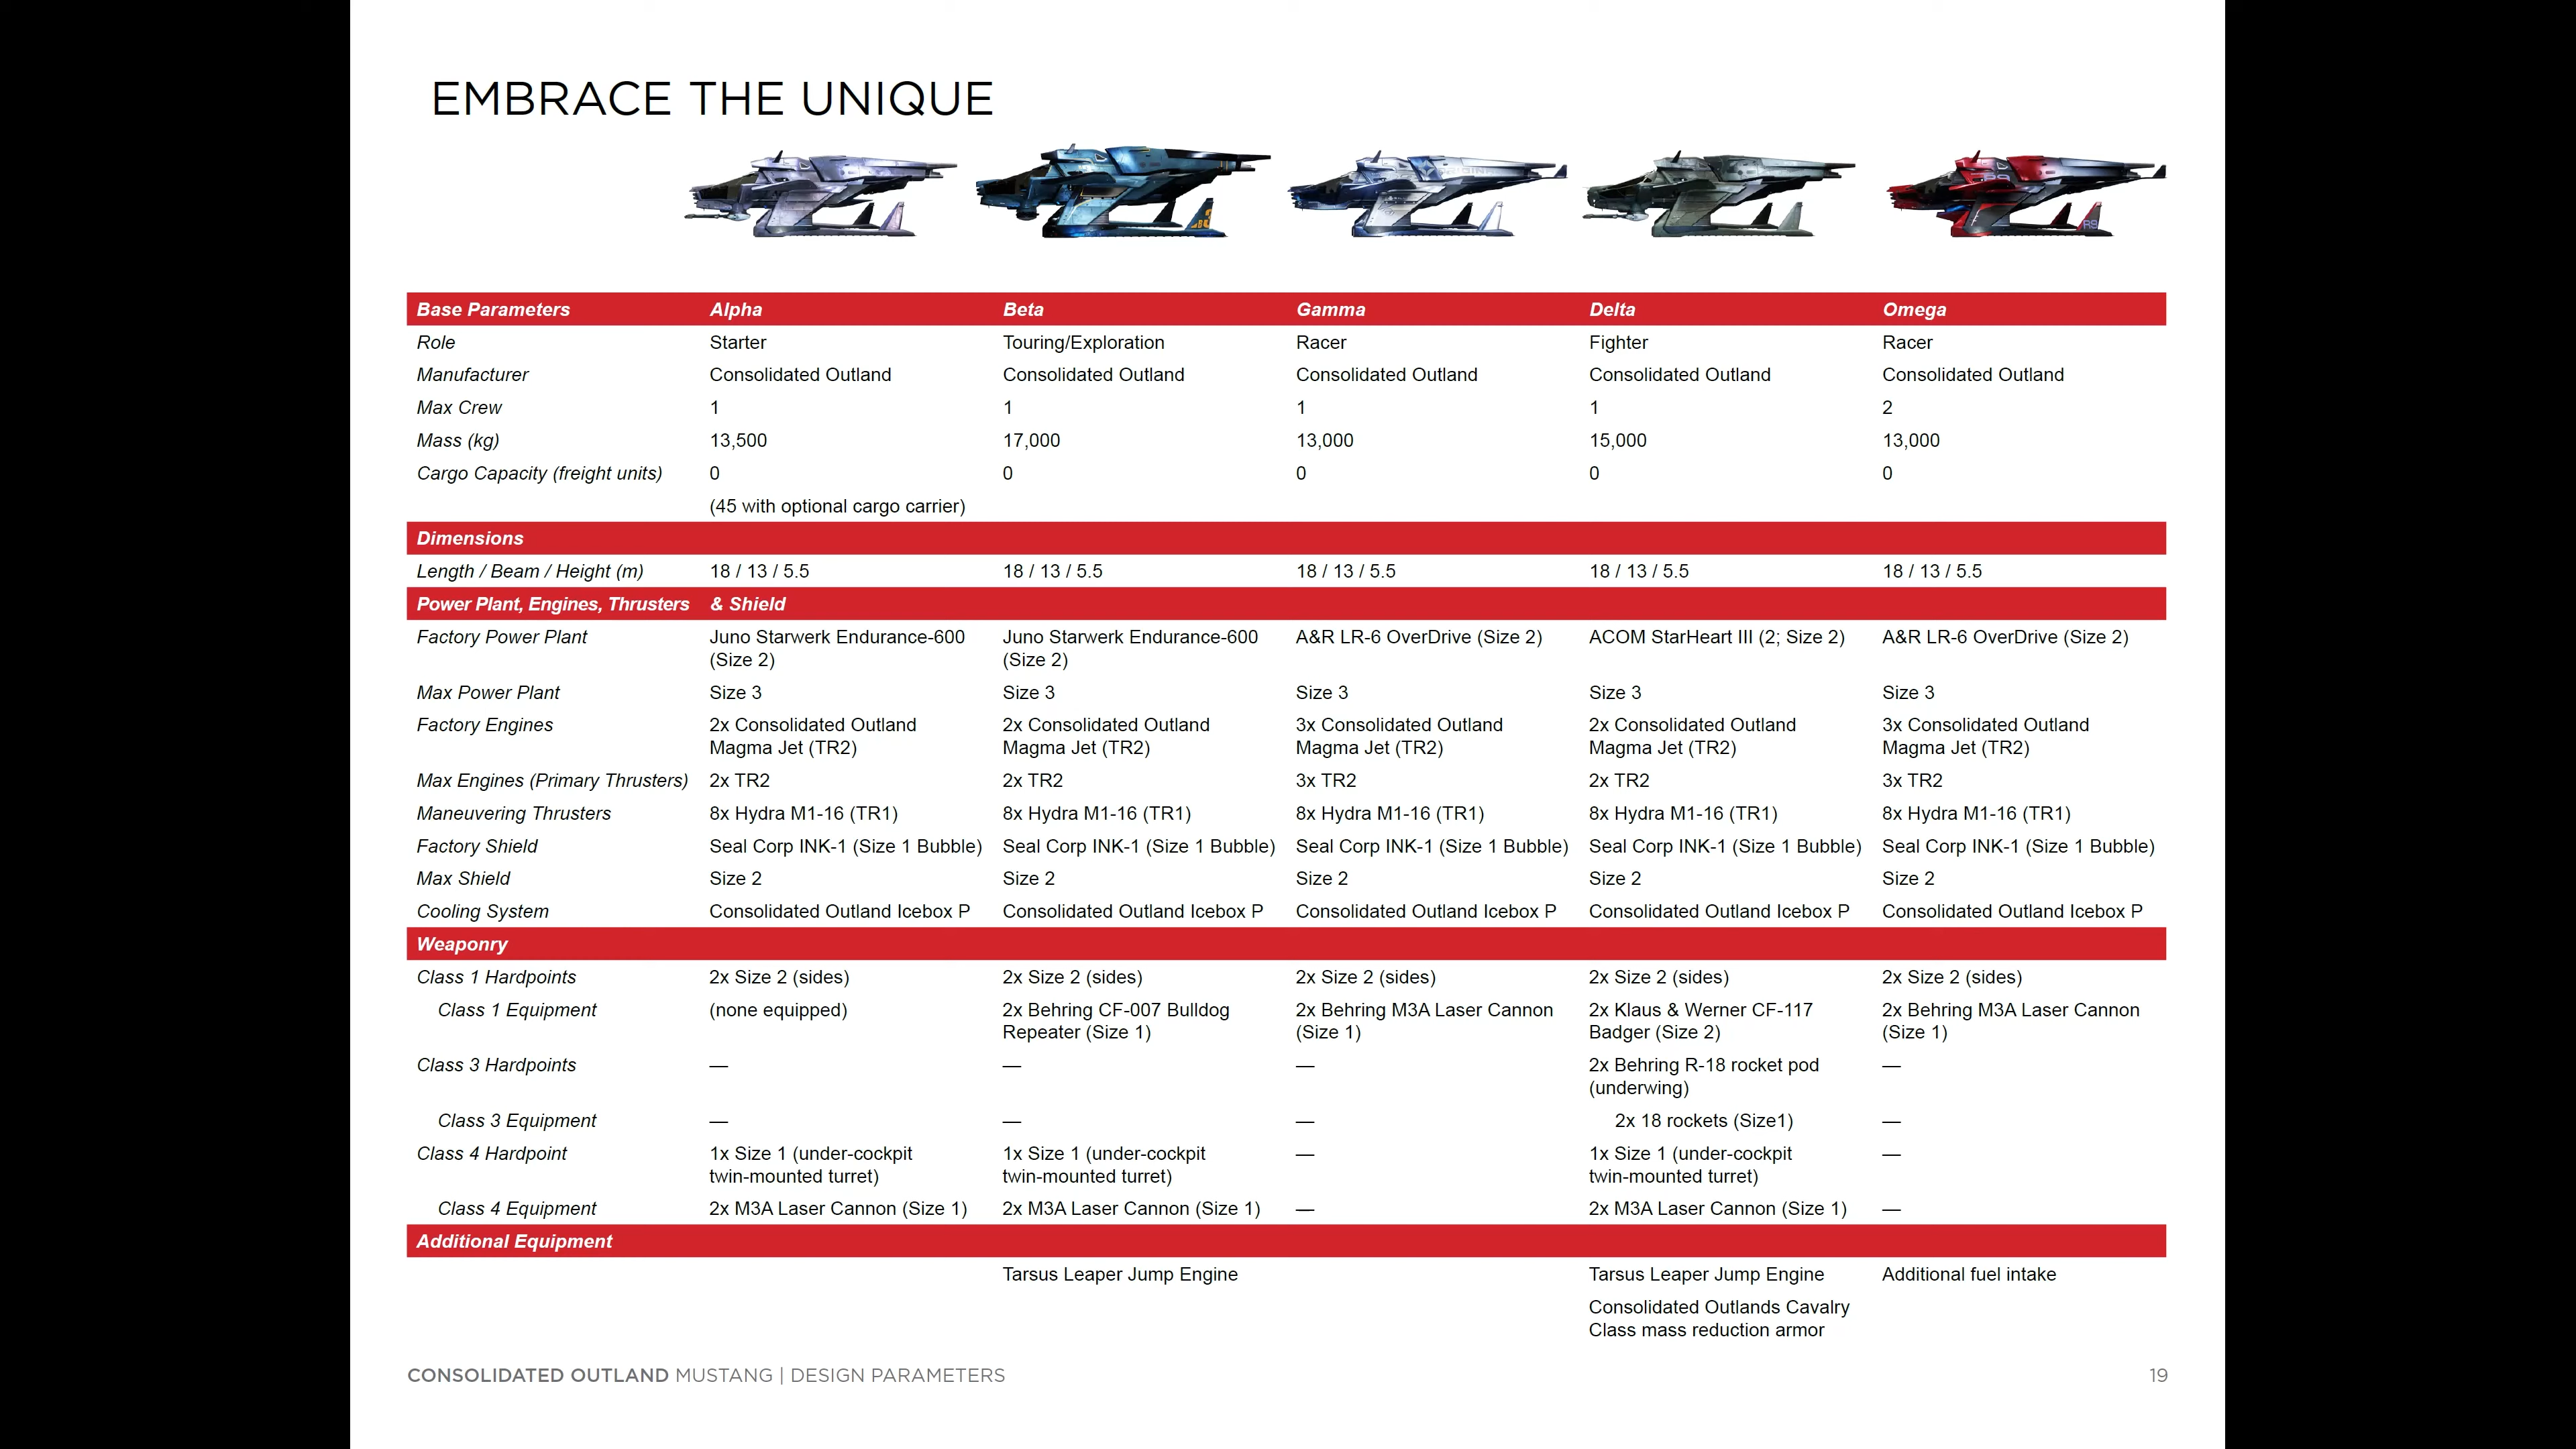 EMBRACE THE UNIQUE
Base Parameters Alpha Beta Gamma Delta Omega
Role Starter Touring/Exploration Racer Fighter Racer
Manufacturer Consolidated Outland Consolidated Outland Consolidated Outland Consolidated Outland Consolidated Outland
Max Crew 1 1 1 1 2
Mass (kg) 13,500 17,000 13,000 15,000 13,000
Cargo Capacity (freight units) 0 0 0 0 0
(45 with optional cargo carrier)
Dimensions
Length / Beam / Height (m) 18 / 13 / 5.5 18 / 13 / 5.5 18 / 13 / 5.5 18 / 13 / 5.5 18 / 13 / 5.5
Power Plant, Engines, Thrusters & Shield
Factory Power Plant Juno Starwerk Endurance-600 Juno Starwerk Endurance-600 A&R LR-6 OverDrive (Size 2) ACOM StarHeart III (2; Size 2) A&R LR-6 OverDrive (Size 2)
(Size 2) (Size 2)
Max Power Plant Size 3 Size 3 Size 3 Size 3 Size 3
Factory Engines 2x Consolidated Outland 2x Consolidated Outland 3x Consolidated Outland 2x Consolidated Outland 3x Consolidated Outland
Magma Jet (TR2) Magma Jet (TR2) Magma Jet (TR2) Magma Jet (TR2) Magma Jet (TR2)
Max Engines (Primary Thrusters) 2x TR2 2x TR2 3x TR2 2x TR2 3x TR2
Maneuvering Thrusters 8x Hydra M1-16 (TR1) 8x Hydra M1-16 (TR1) 8x Hydra M1-16 (TR1) 8x Hydra M1-16 (TR1) 8x Hydra M1-16 (TR1)
Factory Shield Seal Corp INK-1 (Size 1 Bubble) Seal Corp INK-1 (Size 1 Bubble) Seal Corp INK-1 (Size 1 Bubble) Seal Corp INK-1 (Size 1 Bubble) Seal Corp INK-1 (Size 1 Bubble)
Max Shield Size 2 Size 2 Size 2 Size 2 Size 2
Cooling System Consolidated Outland Icebox P Consolidated Outland Icebox P Consolidated Outland Icebox P Consolidated Outland Icebox P Consolidated Outland Icebox P
Weaponry
Class 1 Hardpoints 2x Size 2 (sides) 2x Size 2 (sides) 2x Size 2 (sides) 2x Size 2 (sides) 2x Size 2 (sides)
Class 1 Equipment (none equipped) 2x Behring CF-007 Bulldog 2x Behring M3A Laser Cannon 2x Klaus & Werner CF-117 2x Behring M3A Laser Cannon
Repeater (Size 1) (Size 1) Badger (Size 2) (Size 1)
Class 3 Hardpoints — — — 2x Behring R-18 rocket pod —
(underwing)
Class 3 Equipment — — — 2x 18 rockets (Size1) —
Class 4 Hardpoint 1x Size 1 (under-cockpit 1x Size 1 (under-cockpit — 1x Size 1 (under-cockpit —
twin-mounted turret) twin-mounted turret) twin-mounted turret)
Class 4 Equipment 2x M3A Laser Cannon (Size 1) 2x M3A Laser Cannon (Size 1) — 2x M3A Laser Cannon (Size 1) —
Additional Equipment
Tarsus Leaper Jump Engine Tarsus Leaper Jump Engine Additional fuel intake
Consolidated Outlands Cavalry
Class mass reduction armor
CONSOLIDATED OUTLAND MUSTANG | DESIGN PARAMETERS 19